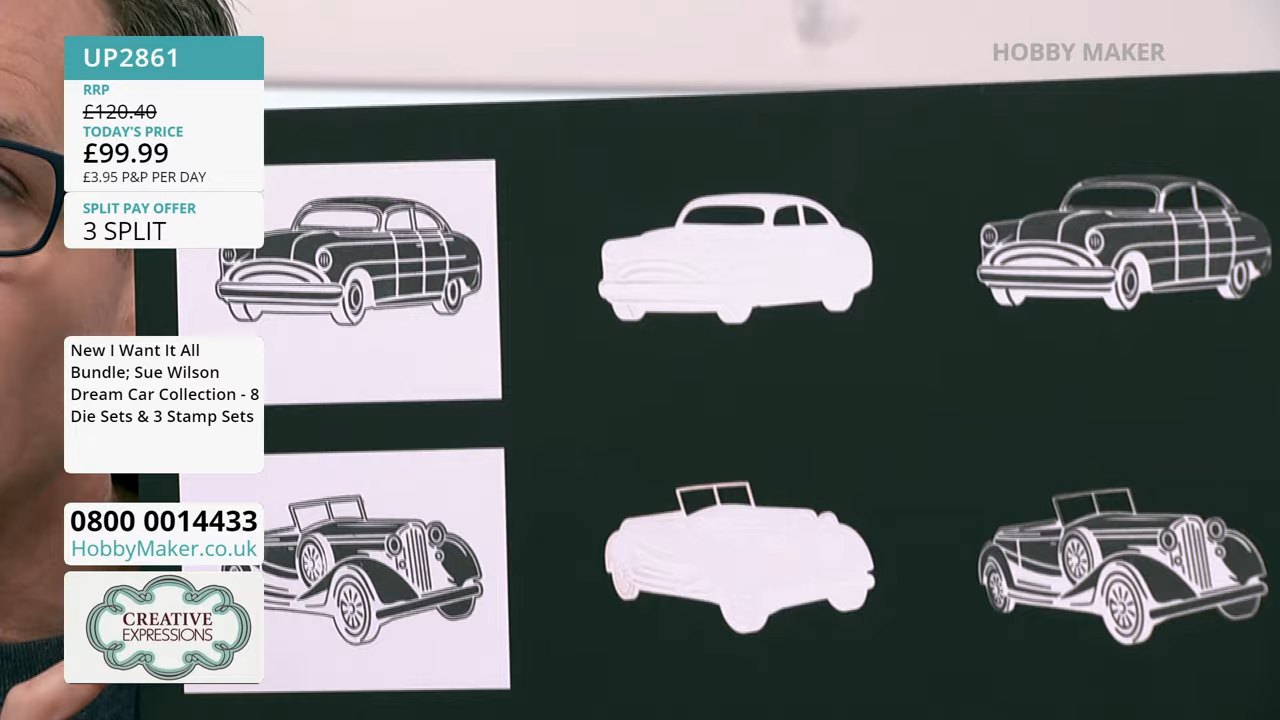 UP2861
RRP
£120.40
TODAY'S PRICE
£99.99
£3.95 P&P PER DAY
SPLIT PAY OFFER
3 SPLIT
New I Want It All
Bundle; Sue Wilson
Dream Car Collection - 8
Die Sets & 3 Stamp Sets
0800 0014433
HobbyMaker.co.uk
CREATIVE
EXPRESSIONS
HOBBY MAKER